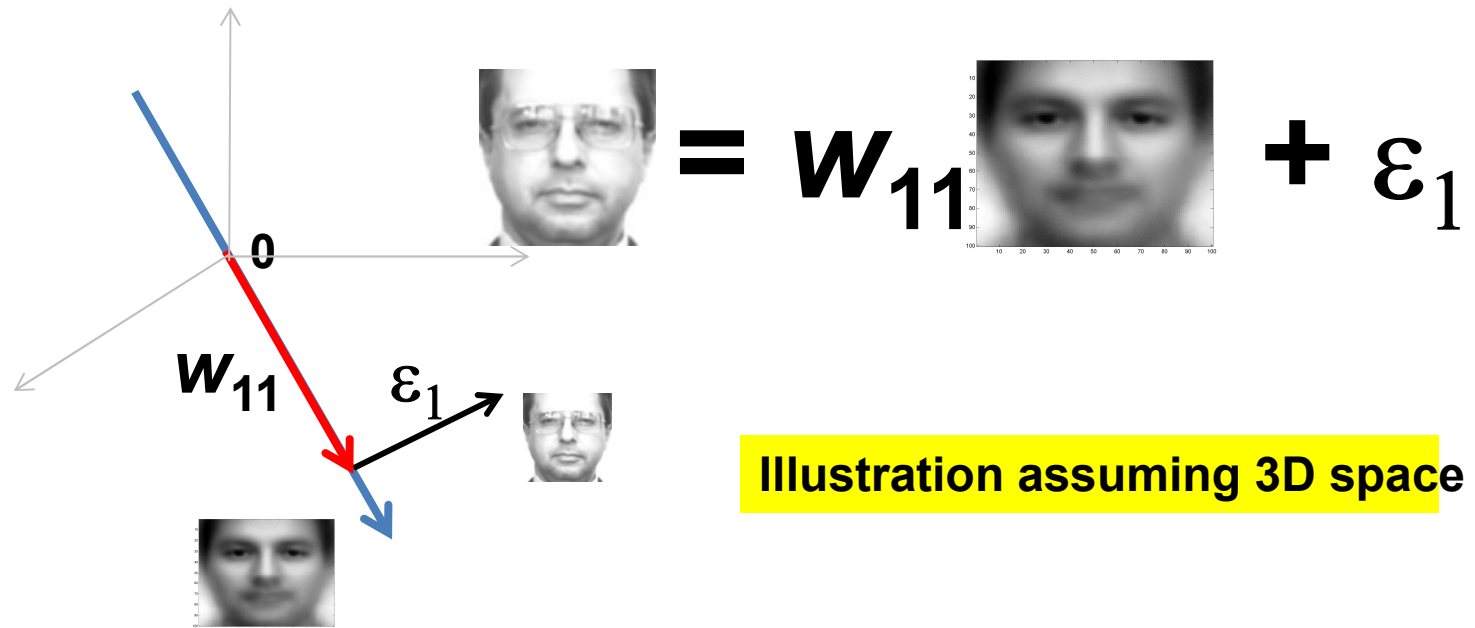 = w11 + ε1
0
w11
ε1
Illustration assuming 3D space